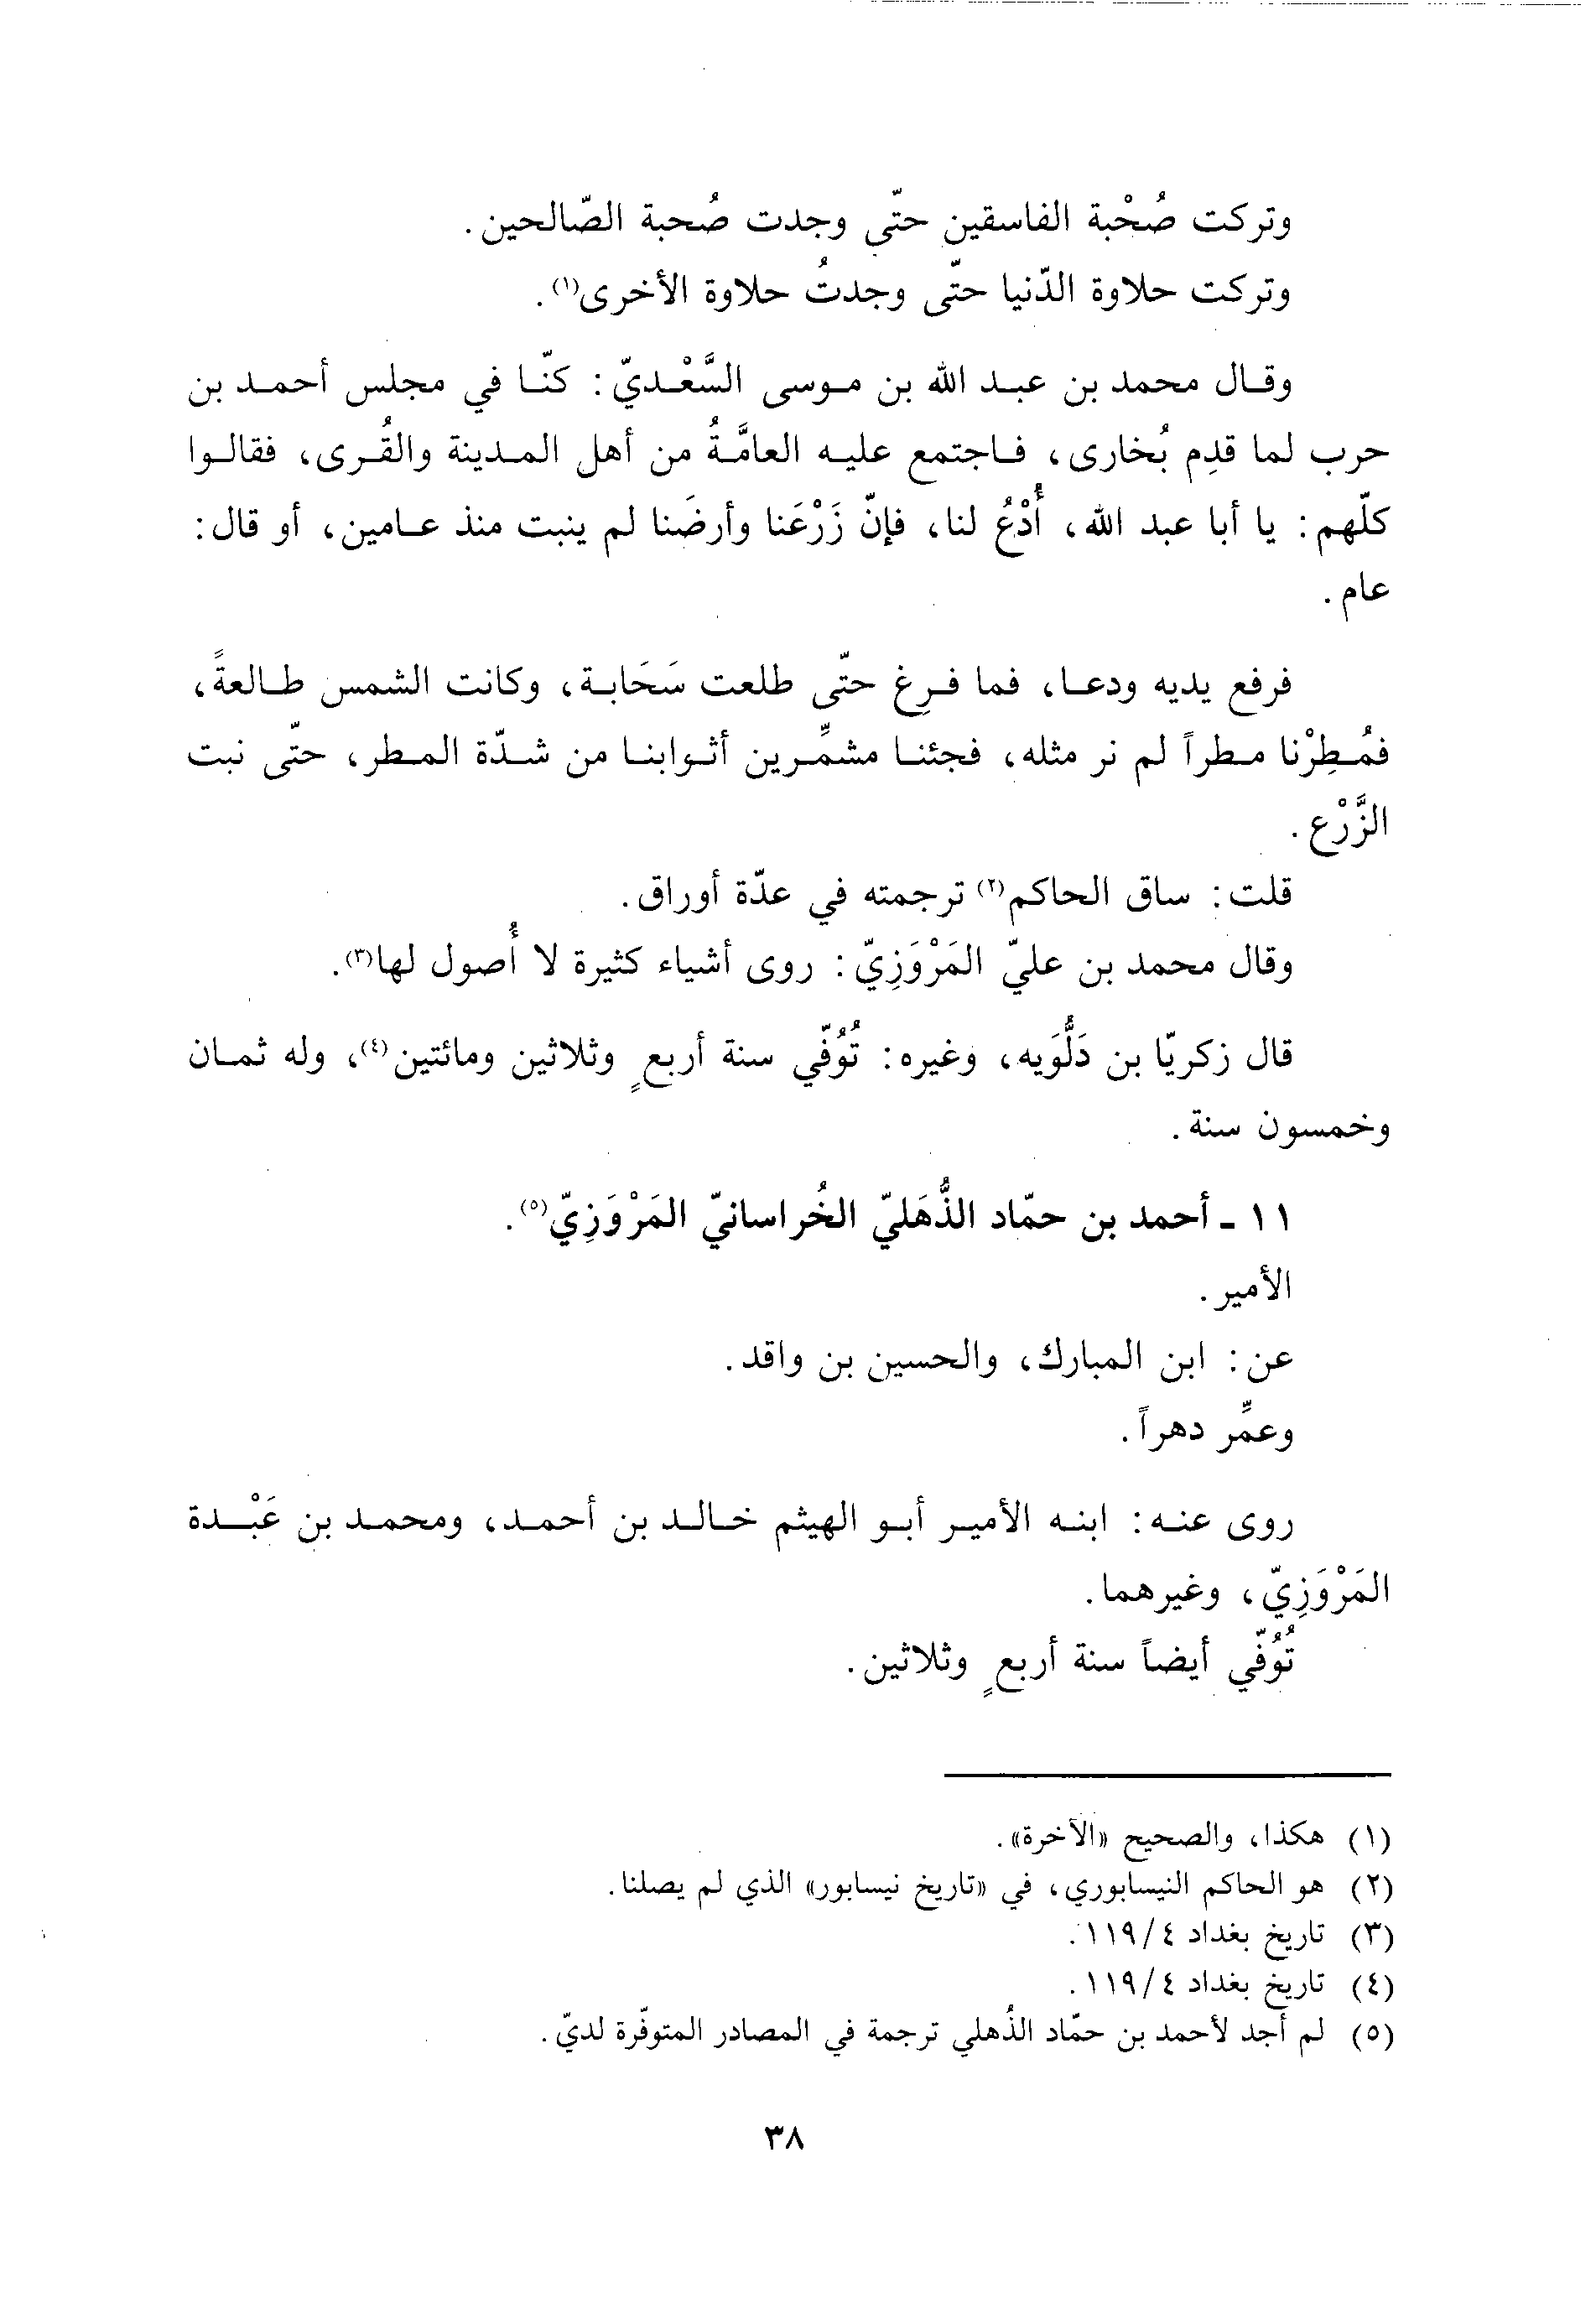 وتركت صُحْبة الفاسقين حتّى وجدت صُحبة الصّالحين.
وتركت حلاوة الدّنيا حتّى وجدتُ حلاوة الأخرى(١).
وقال محمد بن عبد الله بن موسى السَّعْديّ: كنّا في مجلس أحمد بن
حرب لما قدِم بُخارى، فاجتمع عليه العامَّةُ من أهل المدينة والقُرى، فقالوا
كلّهم: يا أبا عبد الله، أُدْعُ لنا، فإنّ زَرْعَنا وأرضَنا لم ينبت منذ عامين، أو قال:
عام.
فرفع يديه ودعا، فما فرِغ حتّى طلعت سَحَابة، وكانت الشمس طالعةً،
فمُطِرْنا مطراً لم نر مثله، فجئنا مشمِّرين أثوابنا من شدّة المطر، حتّى نبت
الزَّرْع.
قلت: ساق الحاكم(٢) ترجمته في عدّة أوراق.
وقال محمد بن عليّ المَرْوَزِيّ: روى أشياء كثيرة لا أُصول لها(٣).
قال زكريّا بن دَلُّوَيه، وغيره: تُوُفّي سنة أربعٍ وثلاثين ومائتين(٤)، وله ثمان
وخمسون سنة.
١١ - أحمد بن حمّاد الذُّهَليّ الخُراسانيّ المَرْوَزِيّ(٥).
الأمير.
عن: ابن المبارك، والحسين بن واقد.
وعمِّر دهراً.
روى عنه: ابنه الأمير أبو الهيثم خالد بن أحمد، ومحمد بن عَبْدة
المَرْوَزِيّ، وغيرهما.
تُوُفّي أيضاً سنة أربعٍ وثلاثين.
(١) هكذا، والصحيح «الآخرة».
(٢) هو الحاكم النيسابوري، في «تاريخ نيسابور» الذي لم يصلنا.
(٣) تاريخ بغداد ٤/١١٩.
(٤) تاريخ بغداد ٤/١١٩.
(٥) لم أجد لأحمد بن حمّاد الذُهلي ترجمة في المصادر المتوفّرة لديّ.
٣٨